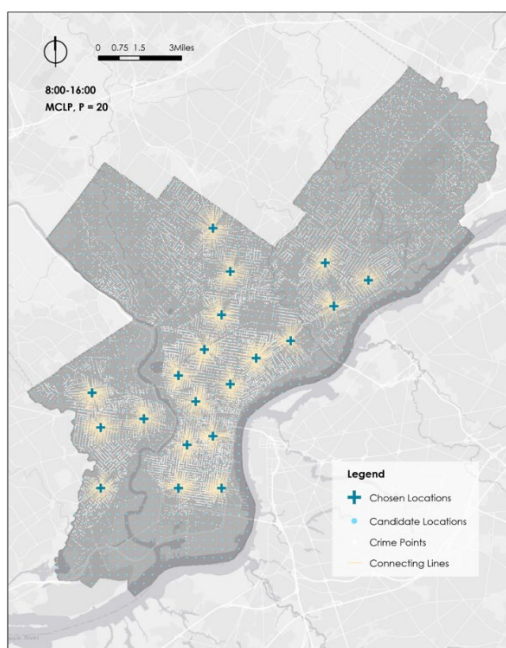 0 0.75 1.5 3Miles
8:00-16:00
MCLP, P = 20
Legend
Chosen Locations
Candidate Locations
Crime Points
Connecting Lines